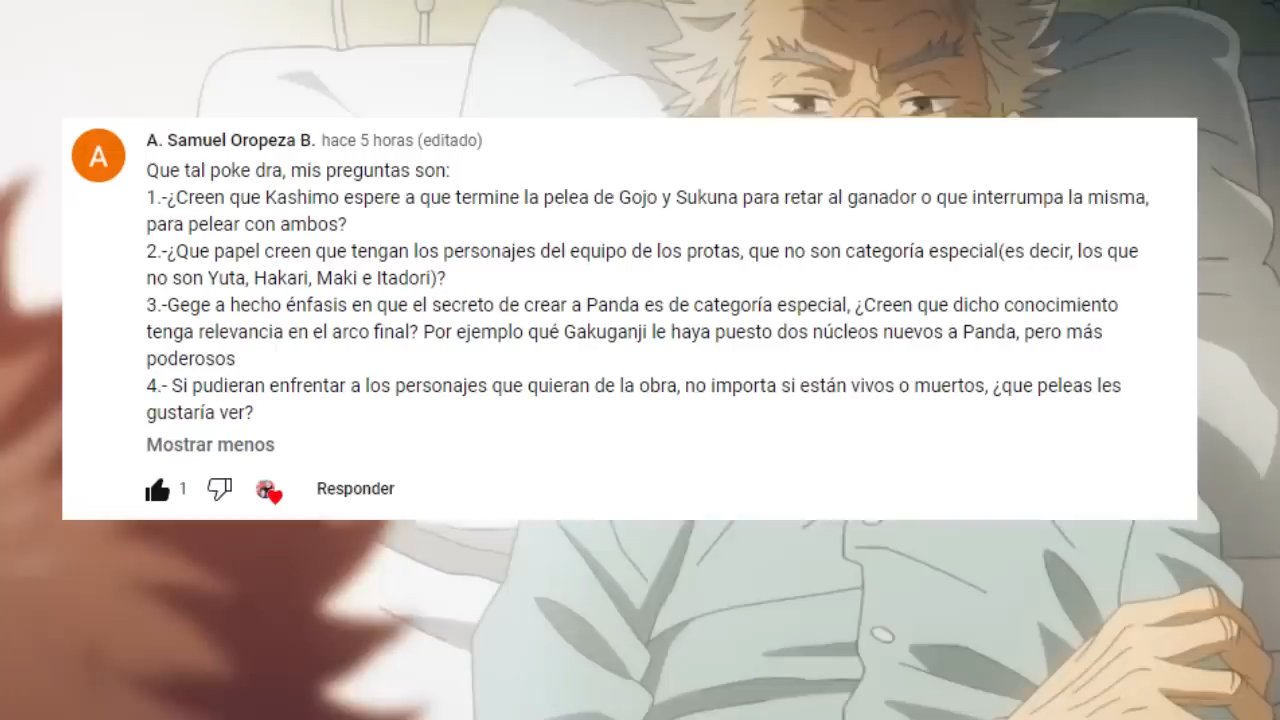 A
A. Samuel Oropeza B. hace 5 horas (editado)
Que tal poke dra, mis preguntas son:
1.-¿Creen que Kashimo espere a que termine la pelea de Gojo y Sukuna para retar al ganador o que interrumpa la misma,
para pelear con ambos?
2.-¿Que papel creen que tengan los personajes del equipo de los protas, que no son categoría especial(es decir, los que
no son Yuta, Hakari, Maki e Itadori)?
3.-Gege a hecho énfasis en que el secreto de crear a Panda es de categoría especial, ¿Creen que dicho conocimiento
tenga relevancia en el arco final? Por ejemplo qué Gakuganji le haya puesto dos núcleos nuevos a Panda, pero más
poderosos
4.- Si pudieran enfrentar a los personajes que quieran de la obra, no importa si están vivos o muertos, ¿que peleas les
gustaría ver?
Mostrar menos
1 Responder